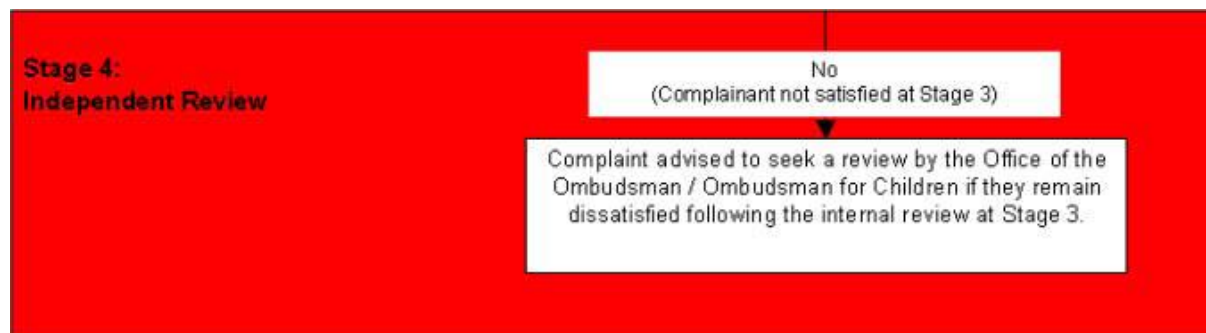 Stage 4:
Independent Review
No
(Complainant not satisfied at Stage 3)
Complaint advised to seek a review by the Office of the
Ombudsman / Ombudsman for Children if they remain
dissatisfied following the internal review at Stage 3.